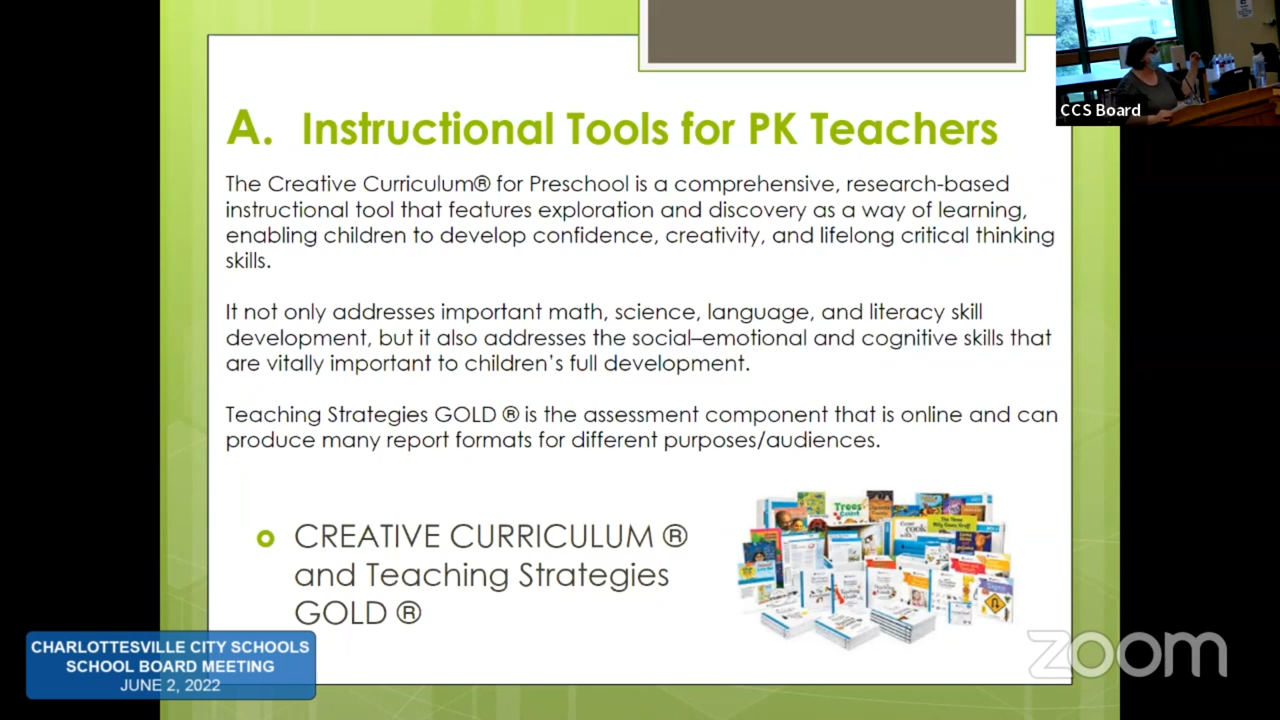 CCS Board
A. Instructional Tools for PK Teachers
The Creative Curriculum® for Preschool is a comprehensive, research-based
instructional tool that features exploration and discovery as a way of learning,
enabling children to develop confidence, creativity, and lifelong critical thinking
skills.
It not only addresses important math, science, language, and literacy skill
development, but it also addresses the social–emotional and cognitive skills that
are vitally important to children's full development.
Teaching Strategies GOLD ® is the assessment component that is online and can
produce many report formats for different purposes/audiences.
CREATIVE CURRICULUM ®
and Teaching Strategies
GOLD ®
Trees
CHARLOTTESVILLE CITY SCHOOLS
SCHOOL BOARD MEETING
JUNE 2, 2022
zoom